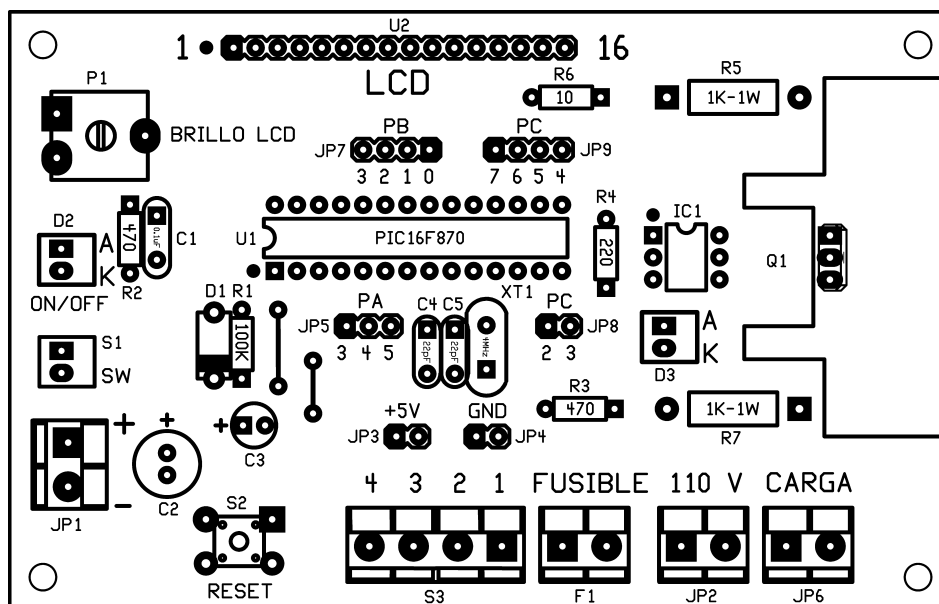 U2
1 16
LCD
P1
BRILLO LCD
R6
10
R5
1K-1W
PB
JP7
3 2 1 0
PC
JP9
7 6 5 4
D2
A
K
ON/OFF
470
R2
0.1uF
C1
U1
PIC16F870
R4
220
IC1
Q1
S1
SW
D1
R1
100K
PA
JP5
3 4 5
C4
22pF
C5
22pF
XT1
4MHz
PC
JP8
2 3
A
K
D3
+5V
JP3
GND
JP4
R3
470
1K-1W
R7
+
-
JP1
+
C2
+
C3
S2
RESET
4 3 2 1
S3
FUSIBLE
F1
110 V
JP2
CARGA
JP6